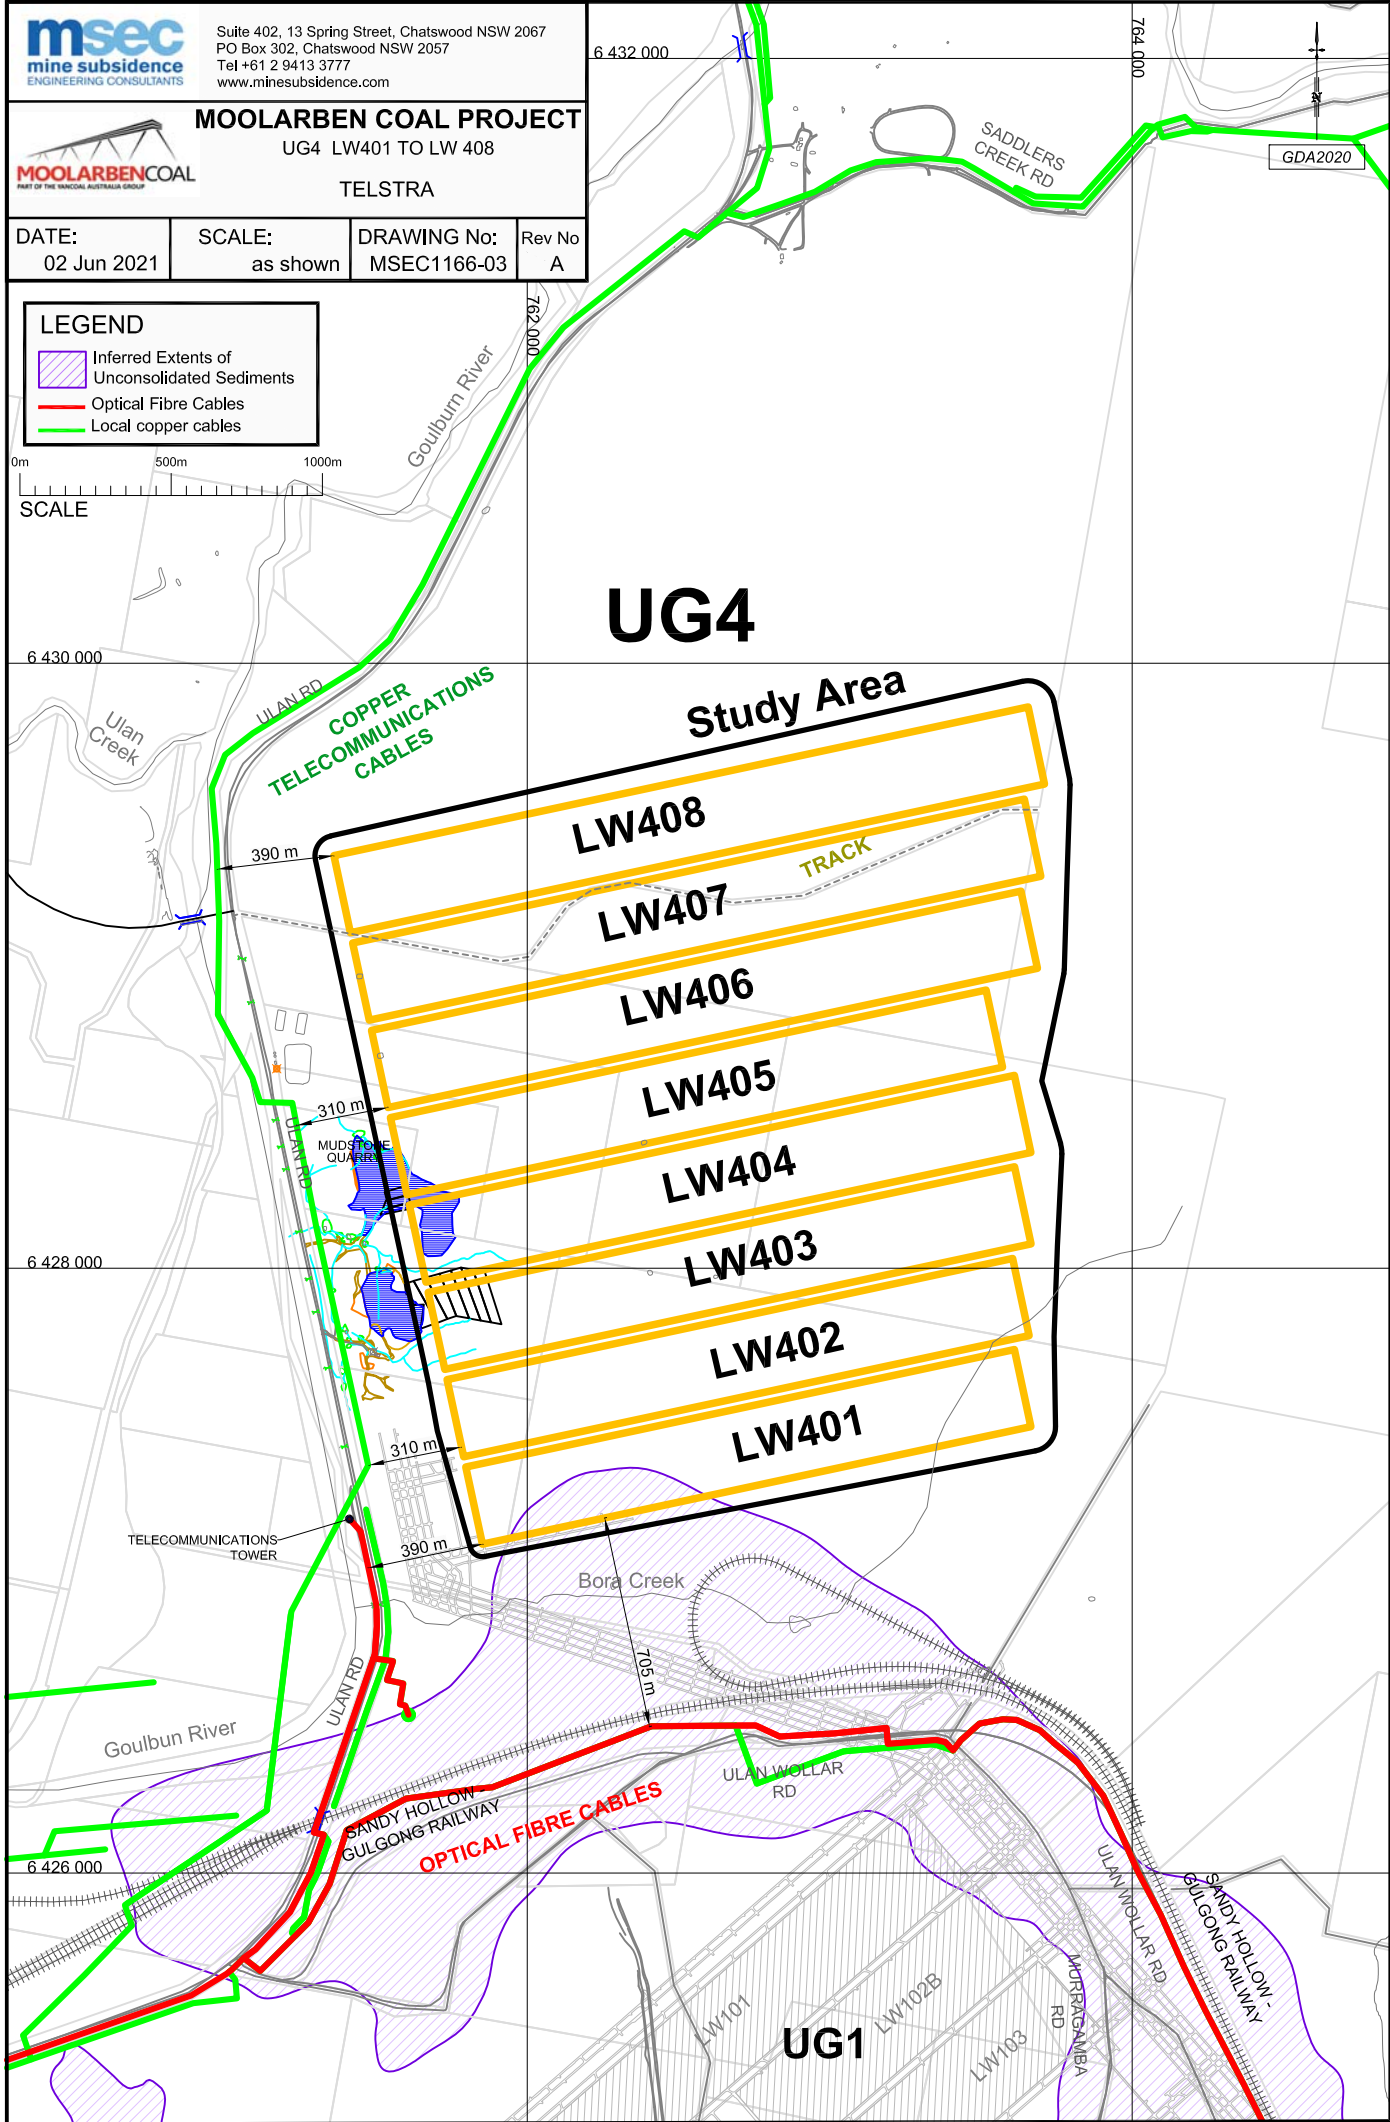 msec
mine subsidence
ENGINEERING CONSULTANTS
Suite 402, 13 Spring Street, Chatswood NSW 2067
PO Box 302, Chatswood NSW 2057
Tel +61 2 9413 3777
www.minesubsidence.com
MOOLARBENCOAL
PART OF THE YANCOAL AUSTRALIA GROUP
MOOLARBEN COAL PROJECT
UG4 LW401 TO LW 408
TELSTRA
DATE:
02 Jun 2021
SCALE:
as shown
DRAWING No:
MSEC1166-03
Rev No
A
LEGEND
Inferred Extents of
Unconsolidated Sediments
Optical Fibre Cables
Local copper cables
0m
500m
1000m
SCALE
6 432 000
764 000
N
GDA2020
SADDLERS
CREEK RD
762 000
Goulburn River
UG4
6 430 000
ULAN RD
COPPER
TELECOMMUNICATIONS
CABLES
Ulan
Creek
Study Area
390 m
LW408
TRACK
LW407
LW406
LW405
310 m
ULAN RD
MUDSTONE
QUARRY
LW404
LW403
6 428 000
LW402
LW401
310 m
TELECOMMUNICATIONS
TOWER
390 m
Bora Creek
705 m
ULAN RD
Goulbun River
ULAN WOLLAR
RD
SANDY HOLLOW -
GULGONG RAILWAY
OPTICAL FIBRE CABLES
6 426 000
ULAN WOLLAR RD
SANDY HOLLOW -
GULGONG RAILWAY
MURRAGAMBA
RD
LW101
LW102B
LW103
UG1